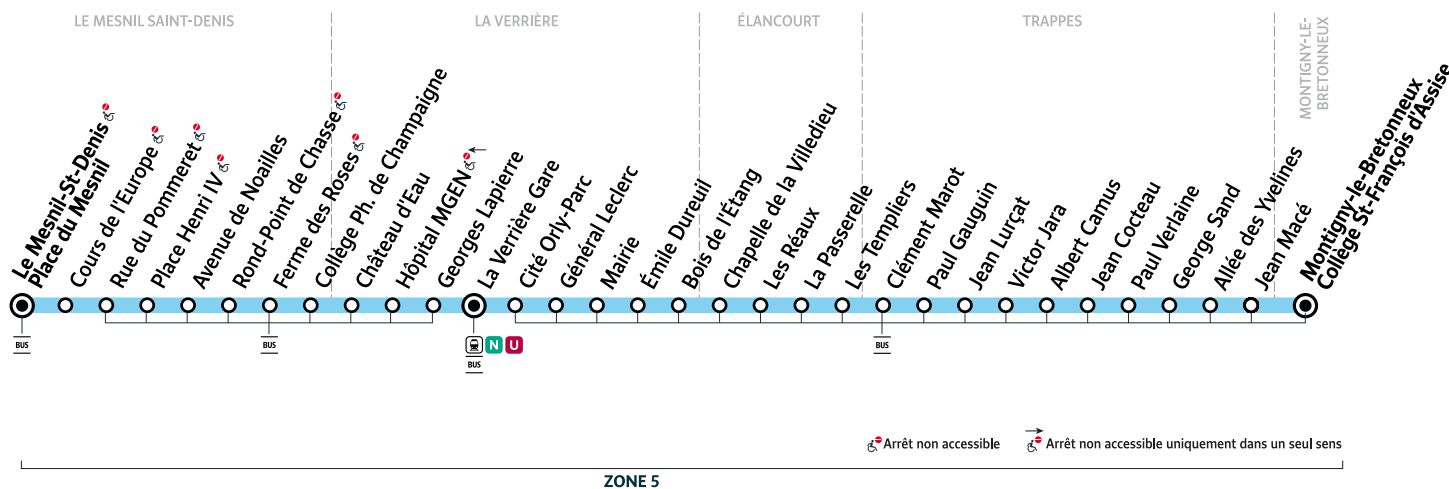 LE MESNIL SAINT-DENIS
LA VERRIÈRE
ÉLANCOURT
TRAPPES
MONTIGNY-LE-
BRETONNEUX
Le Mesnil-St-Denis
Place du Mesnil
Cours de l'Europe
Rue du Pommeret
Place Henri IV
Avenue de Noailles
Rond-Point de Chasse
Ferme des Roses
Collège Ph. de Champaigne
Château d'Eau
Hôpital MGEN
Georges Lapierre
La Verrière Gare
Cité Orly-Parc
Général Leclerc
Mairie
Émile Dureuil
Bois de l'Étang
Chapelle de la Villedieu
Les Réaux
La Passerelle
Les Templiers
Clément Marot
Paul Gauguin
Jean Lurçat
Victor Jara
Albert Camus
Jean Cocteau
Paul Verlaine
George Sand
Allée des Yvelines
Jean Macé
Montigny-le-Bretonneux
Collège St-François d'Assise
BUS
BUS
N U
BUS
BUS
Arrêt non accessible
Arrêt non accessible uniquement dans un seul sens
ZONE 5